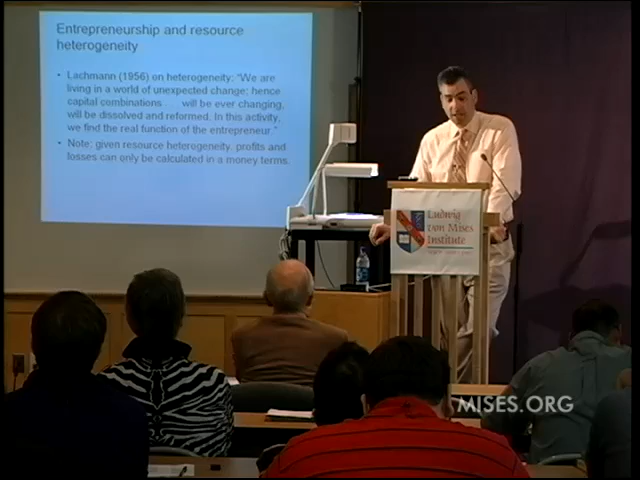 Entrepreneurship and resource
heterogeneity
• Lachmann (1956) on heterogeneity: “We are
living in a world of unexpected change; hence
capital combinations . . . will be ever changing,
will be dissolved and reformed. In this activity,
we find the real function of the entrepreneur.”
• Note: given resource heterogeneity, profits and
losses can only be calculated in a money terms.
Ludwig
von Mises
Institute
MISES.ORG